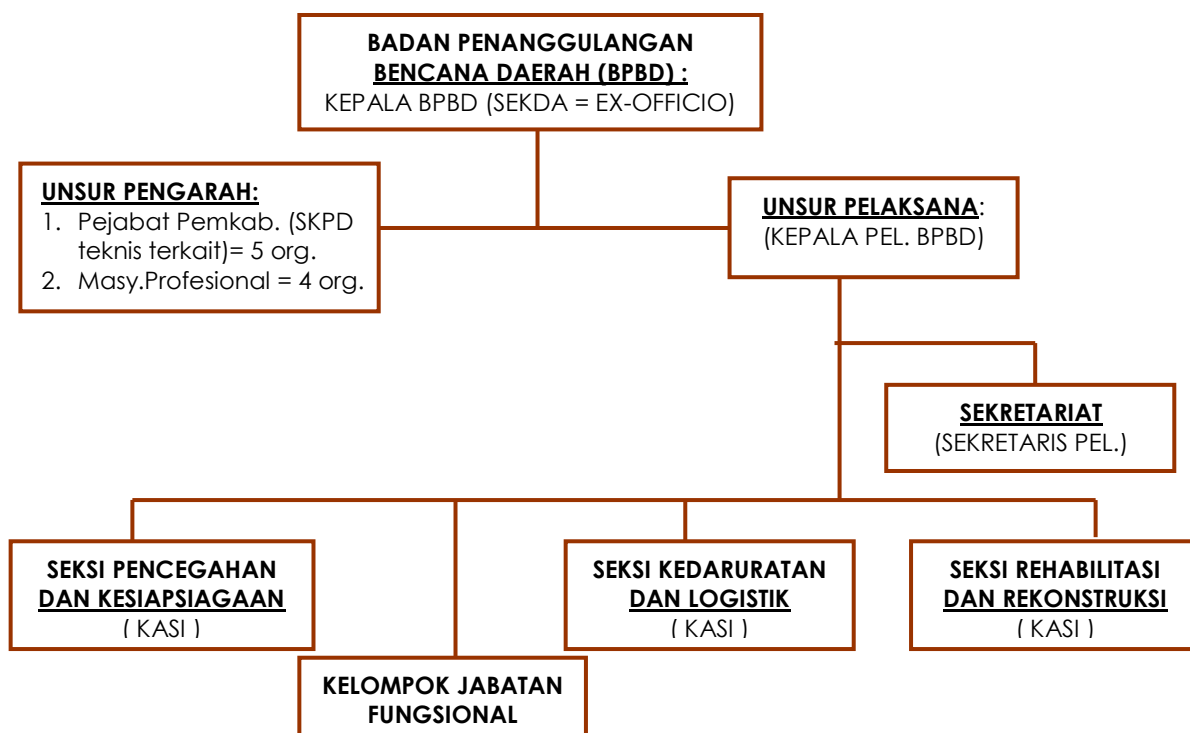 BADAN PENANGGULANGAN
BENCANA DAERAH (BPBD) :
KEPALA BPBD (SEKDA = EX-OFFICIO)
UNSUR PENGARAH:
1. Pejabat Pemkab. (SKPD
teknis terkait)= 5 org.
2. Masy.Profesional = 4 org.
UNSUR PELAKSANA:
(KEPALA PEL. BPBD)
SEKRETARIAT
(SEKRETARIS PEL.)
SEKSI PENCEGAHAN
DAN KESIAPSIAGAAN
( KASI )
SEKSI KEDARURATAN
DAN LOGISTIK
( KASI )
SEKSI REHABILITASI
DAN REKONSTRUKSI
( KASI )
KELOMPOK JABATAN
FUNGSIONAL